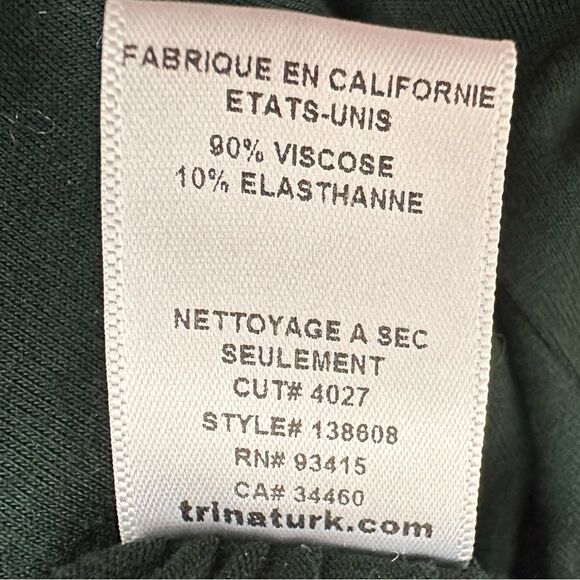 FABRIQUE EN CALIFORNIE
ETATS-UNIS
90% VISCOSE
10% ELASTHANNE
NETTOYAGE A SEC
SEULEMENT
CUT# 4027
STYLE# 138608
RN# 93415
CA# 34460
trinaturk.com